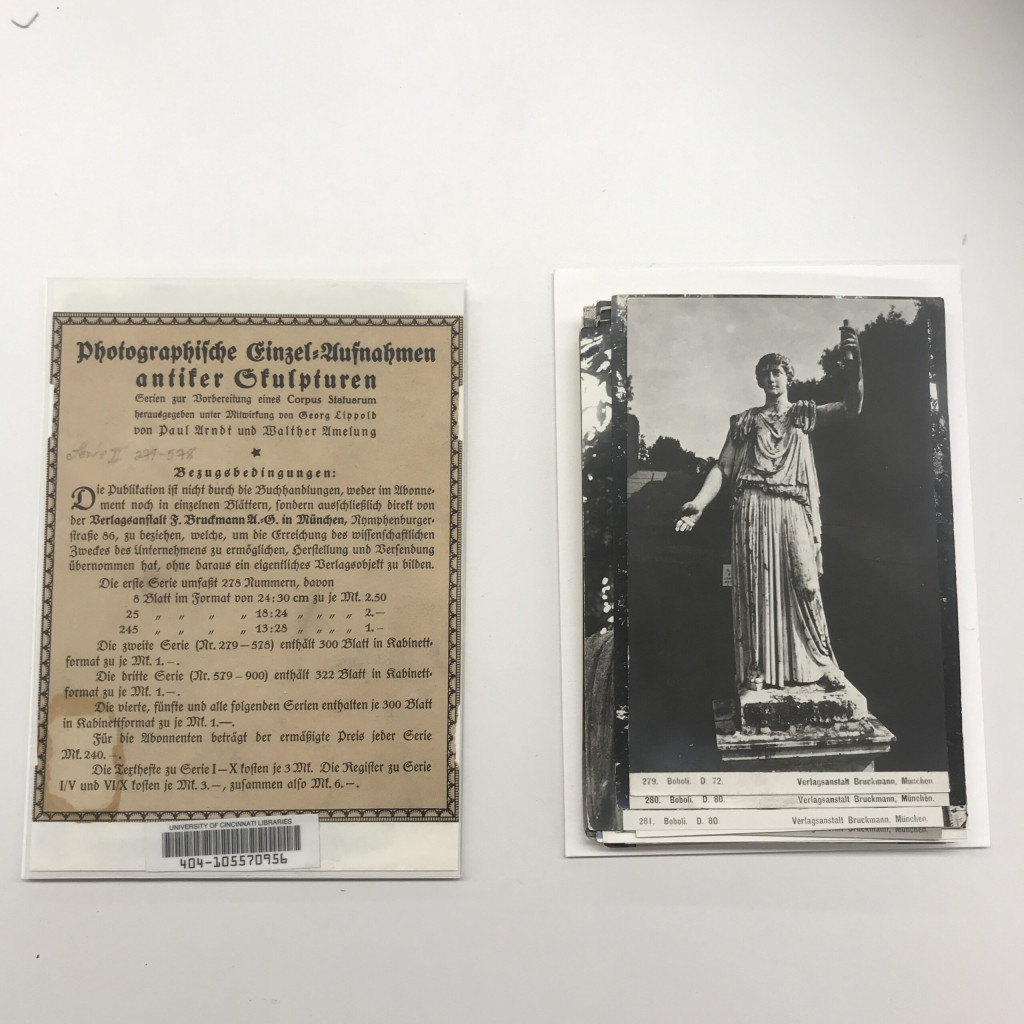 Photographische Einzel-Aufnahmen
antiker Skulpturen
Serien zur Vorbereitung eines Corpus Statuarum
herausgegeben unter Mitwirkung von Georg Lippold
von Paul Arndt und Walther Amelung
Serie II 279-578
Bezugsbedingungen:
Die Publikation ist nicht durch die Buchhandlungen, weder im Abonne-
ment noch in einzelnen Blättern, sondern ausschließlich direkt von
der Verlagsanstalt F. Bruckmann A.-G. in München, Nymphenburger-
straße 86, zu beziehen, welche, um die Erreichung des wissenschaftlichen
Zweckes des Unternehmens zu ermöglichen, Herstellung und Versendung
übernommen hat, ohne daraus ein eigentliches Verlagsobjekt zu bilden.
Die erste Serie umfaßt 278 Nummern, davon
8 Blatt im Format von 24:30 cm zu je Mk. 2.50
25 „ „ „ 18:24 „ „ „ „ 2.—
245 „ „ „ 13:28 „ „ „ „ 1.—
Die zweite Serie (Nr. 279—578) enthält 300 Blatt in Kabinett-
format zu je Mk. 1.—.
Die dritte Serie (Nr. 579—900) enthält 322 Blatt in Kabinett-
format zu je Mk. 1.—.
Die vierte, fünfte und alle folgenden Serien enthalten je 300 Blatt
in Kabinettformat zu je Mk. 1.—.
Für die Abonnenten beträgt der ermäßigte Preis jeder Serie
Mk. 240.—.
Die Texthefte zu Serie I—X kosten je 3 Mk. Die Register zu Serie
I/V und VI/X kosten je Mk. 3.—, zusammen also Mk. 6.—.
UNIVERSITY OF CINCINNATI LIBRARIES
404-105570956
279. Boboli. D. 72. Verlagsanstalt Bruckmann, München.
280. Boboli. D. 80. Verlagsanstalt Bruckmann, München.
281. Boboli. D. 80. Verlagsanstalt Bruckmann, München.